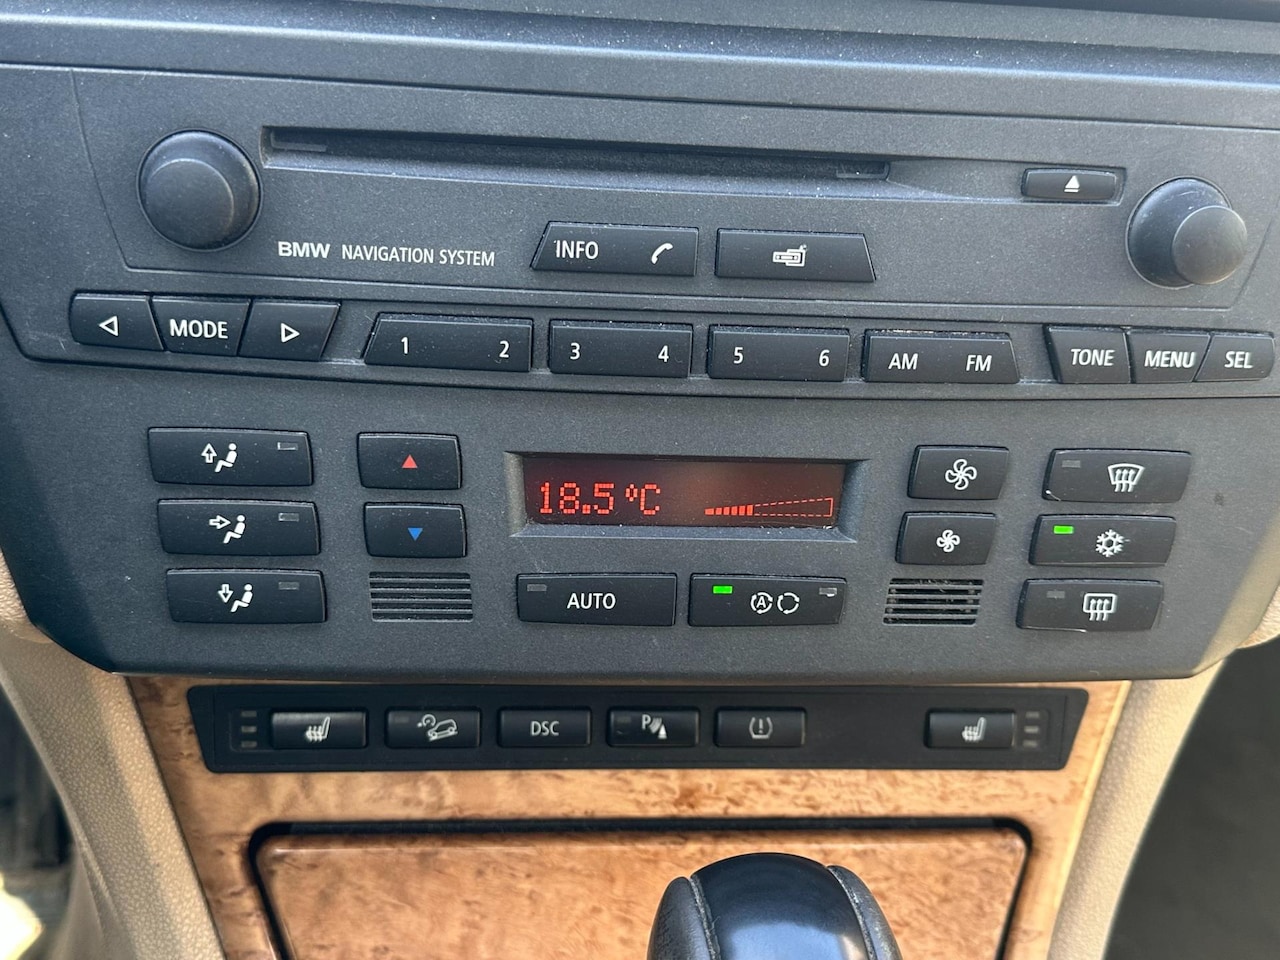 BMW NAVIGATION SYSTEM
INFO
MODE
1 2
3 4
5 6
AM FM
TONE
MENU
SEL
18.5°C
AUTO
A
DSC
P
(!)